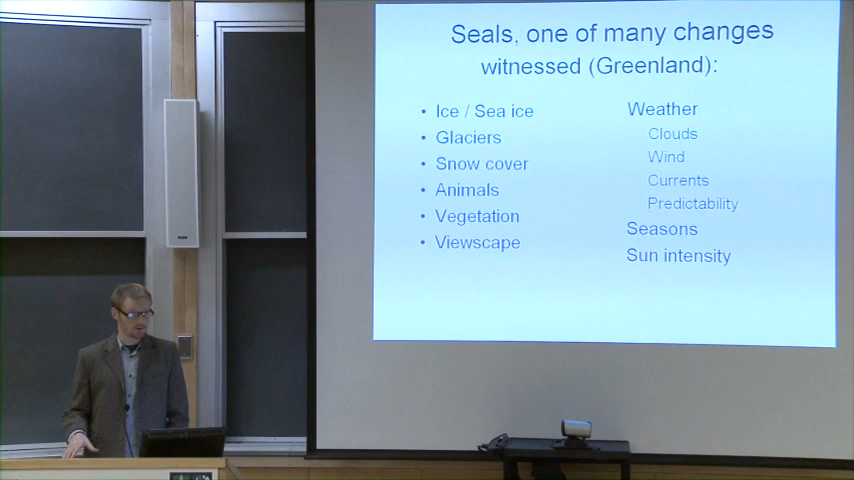 Seals, one of many changes
witnessed (Greenland):
• Ice / Sea ice
• Glaciers
• Snow cover
• Animals
• Vegetation
• Viewscape
Weather
Clouds
Wind
Currents
Predictability
Seasons
Sun intensity